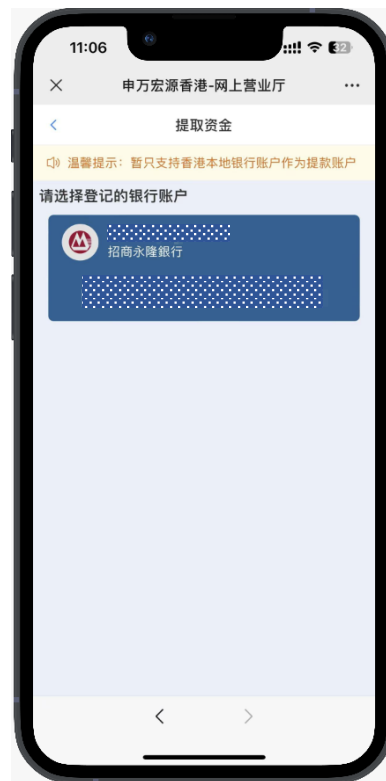 11:06
32
申万宏源香港-网上营业厅
提取资金
温馨提示：暂只支持香港本地银行账户作为提款账户
请选择登记的银行账户
招商永隆銀行